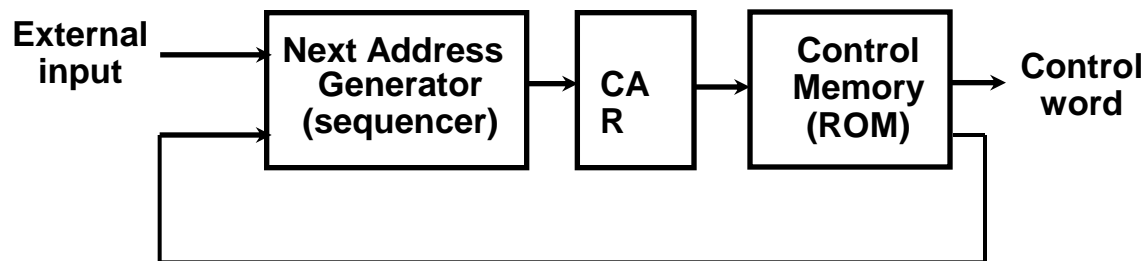 External
input
Next Address
Generator
(sequencer)
CA
R
Control
Memory
(ROM)
Control
word